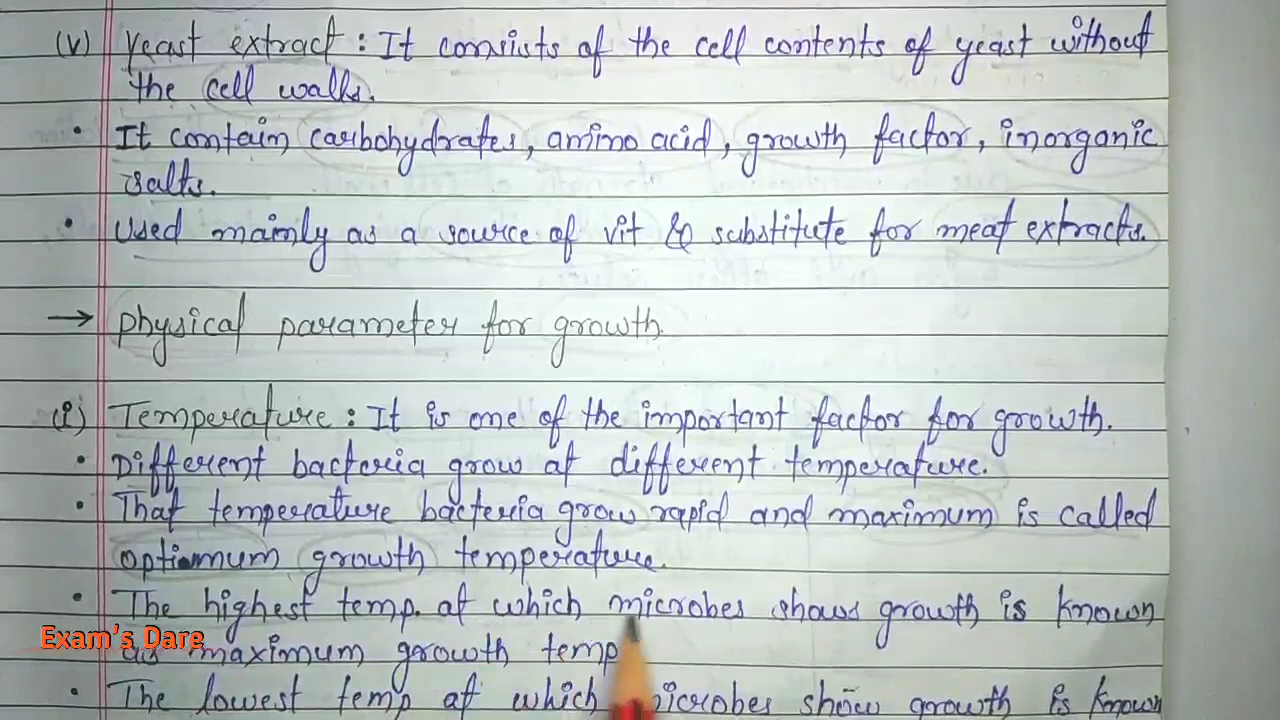 (v) Yeast extract : It consists of the cell contents of yeast without
the cell walls.
• It contain carbohydrates, amino acid, growth factor, inorganic
salts.
• Used mainly as a source of vit & substitute for meat extracts.
→ Physical parameter for growth.
(i) Temperature : It is one of the important factor for growth.
• Different bacteria grow at different temperature.
• That temperature bacteria grow rapid and maximum is called
optimum growth temperature.
• The highest temp. at which microbes shows growth is known
as maximum growth temp
• The lowest temp at which microbes show growth is known
Exam's Dare